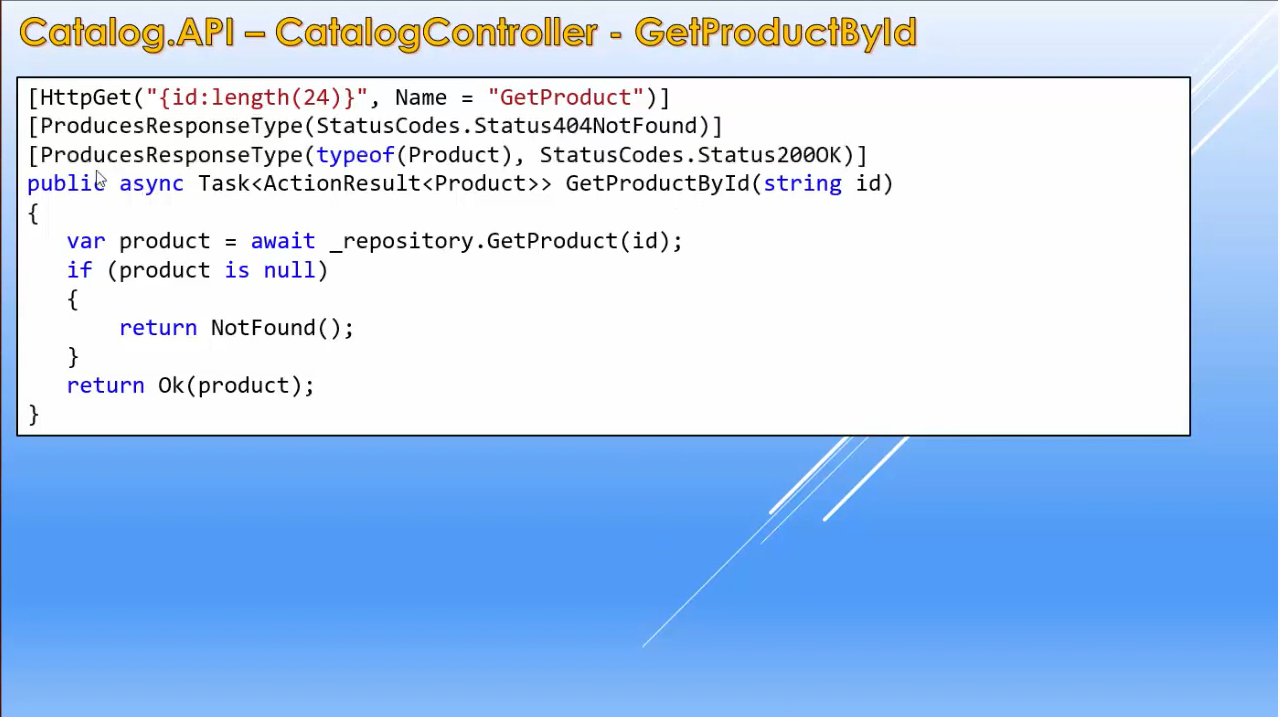 Catalog.API – CatalogController - GetProductById
[HttpGet("{id:length(24)}", Name = "GetProduct")]
[ProducesResponseType(StatusCodes.Status404NotFound)]
[ProducesResponseType(typeof(Product), StatusCodes.Status200OK)]
public async Task<ActionResult<Product>> GetProductById(string id)
{
   var product = await _repository.GetProduct(id);
   if (product is null)
   {
       return NotFound();
   }
   return Ok(product);
}